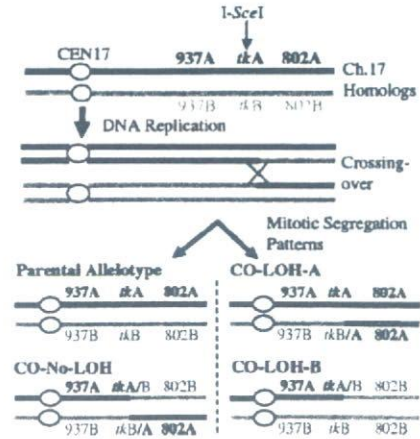 I-SceI
CEN17 937A tkA 802A Ch.17
937B tkB 802B Homologs
DNA Replication
Crossing-
over
Mitotic Segregation
Patterns
Parental Allelotype
937A tkA 802A
937B tkB 802B
CO-LOH-A
937A tkA 802A
937B tkB/A 802A
CO-No-LOH
937A tkA/B 802B
937B tkB/A 802A
CO-LOH-B
937A tkA/B 802B
937B tkB 802B